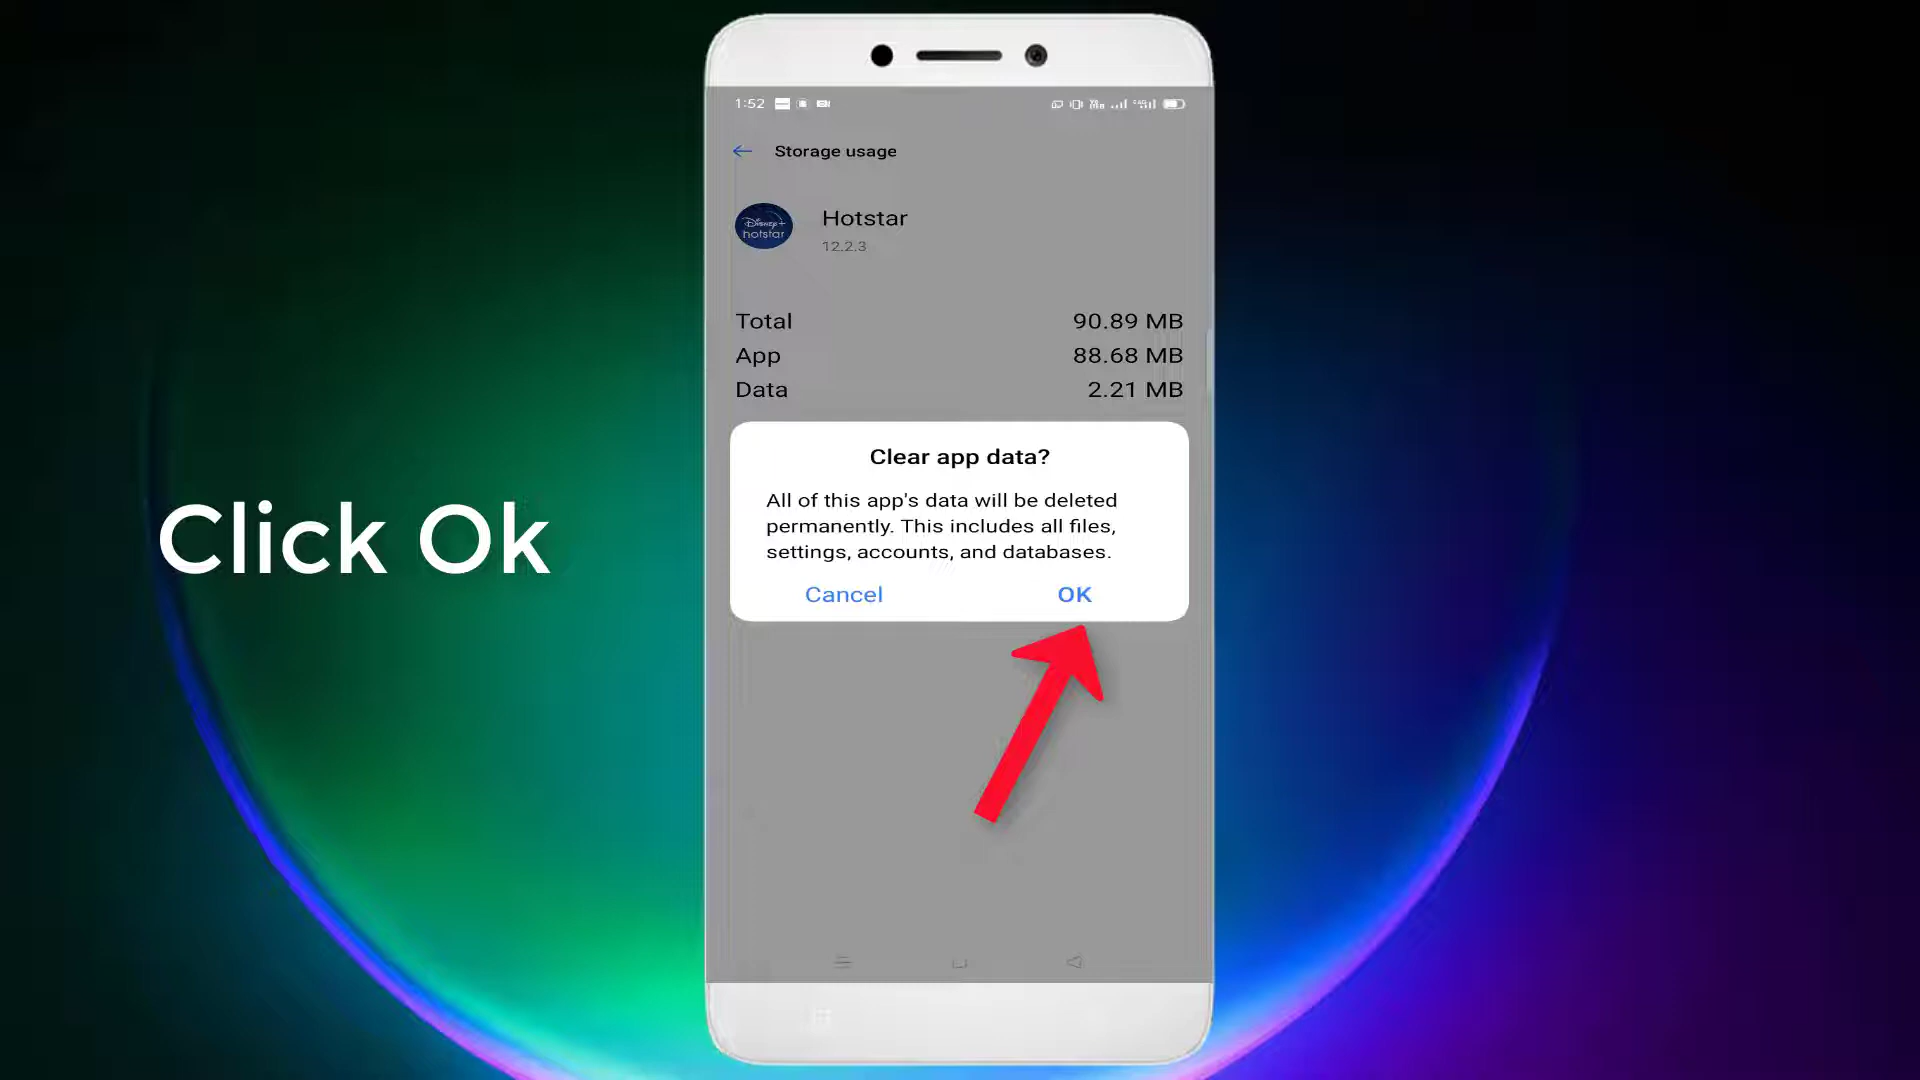 1:52
Storage usage
Disney+
hotstar
Hotstar
12.2.3
Total 90.89 MB
App 88.68 MB
Data 2.21 MB
Clear app data?
All of this app's data will be deleted
permanently. This includes all files,
settings, accounts, and databases.
Cancel OK
Click Ok